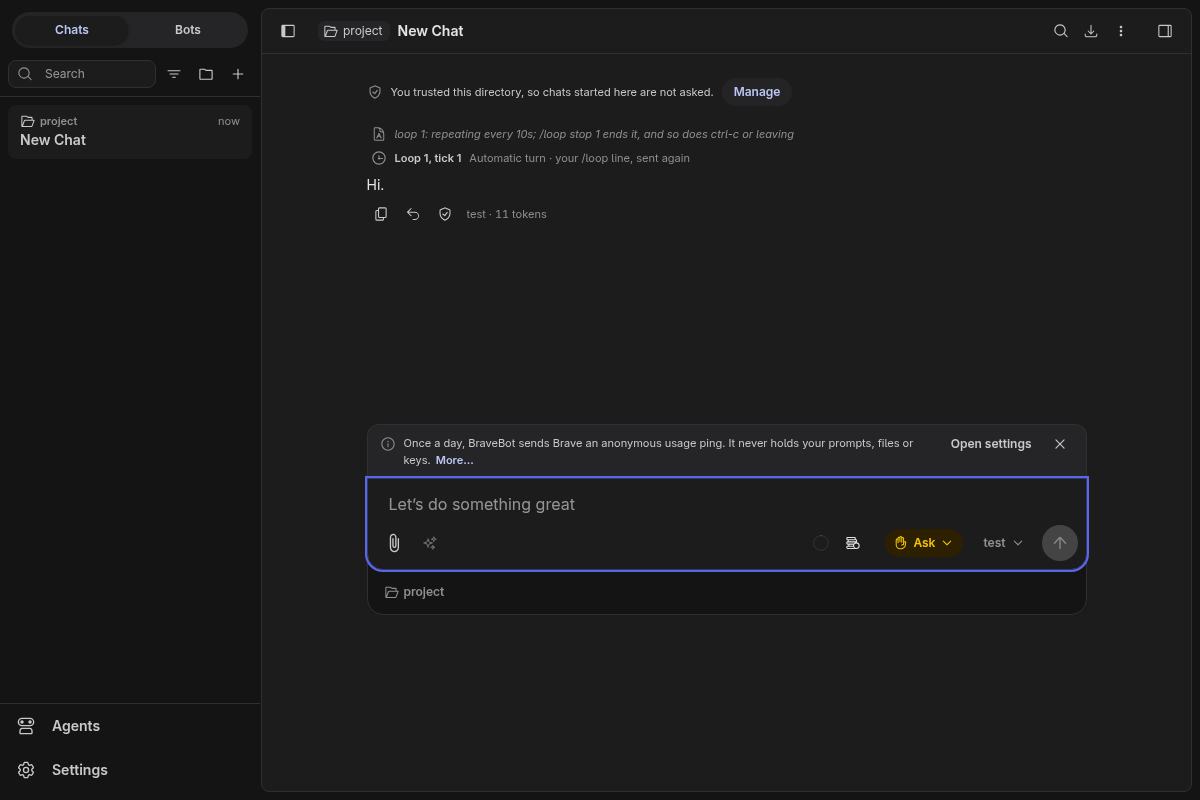 Chats
Bots
Search
project
now
New Chat
Agents
Settings
project
New Chat
You trusted this directory, so chats started here are not asked.
Manage
loop 1: repeating every 10s; /loop stop 1 ends it, and so does ctrl-c or leaving
Loop 1, tick 1 Automatic turn · your /loop line, sent again
Hi.
test · 11 tokens
Once a day, BraveBot sends Brave an anonymous usage ping. It never holds your prompts, files or
keys. More...
Open settings
Let's do something great
Ask
test
project